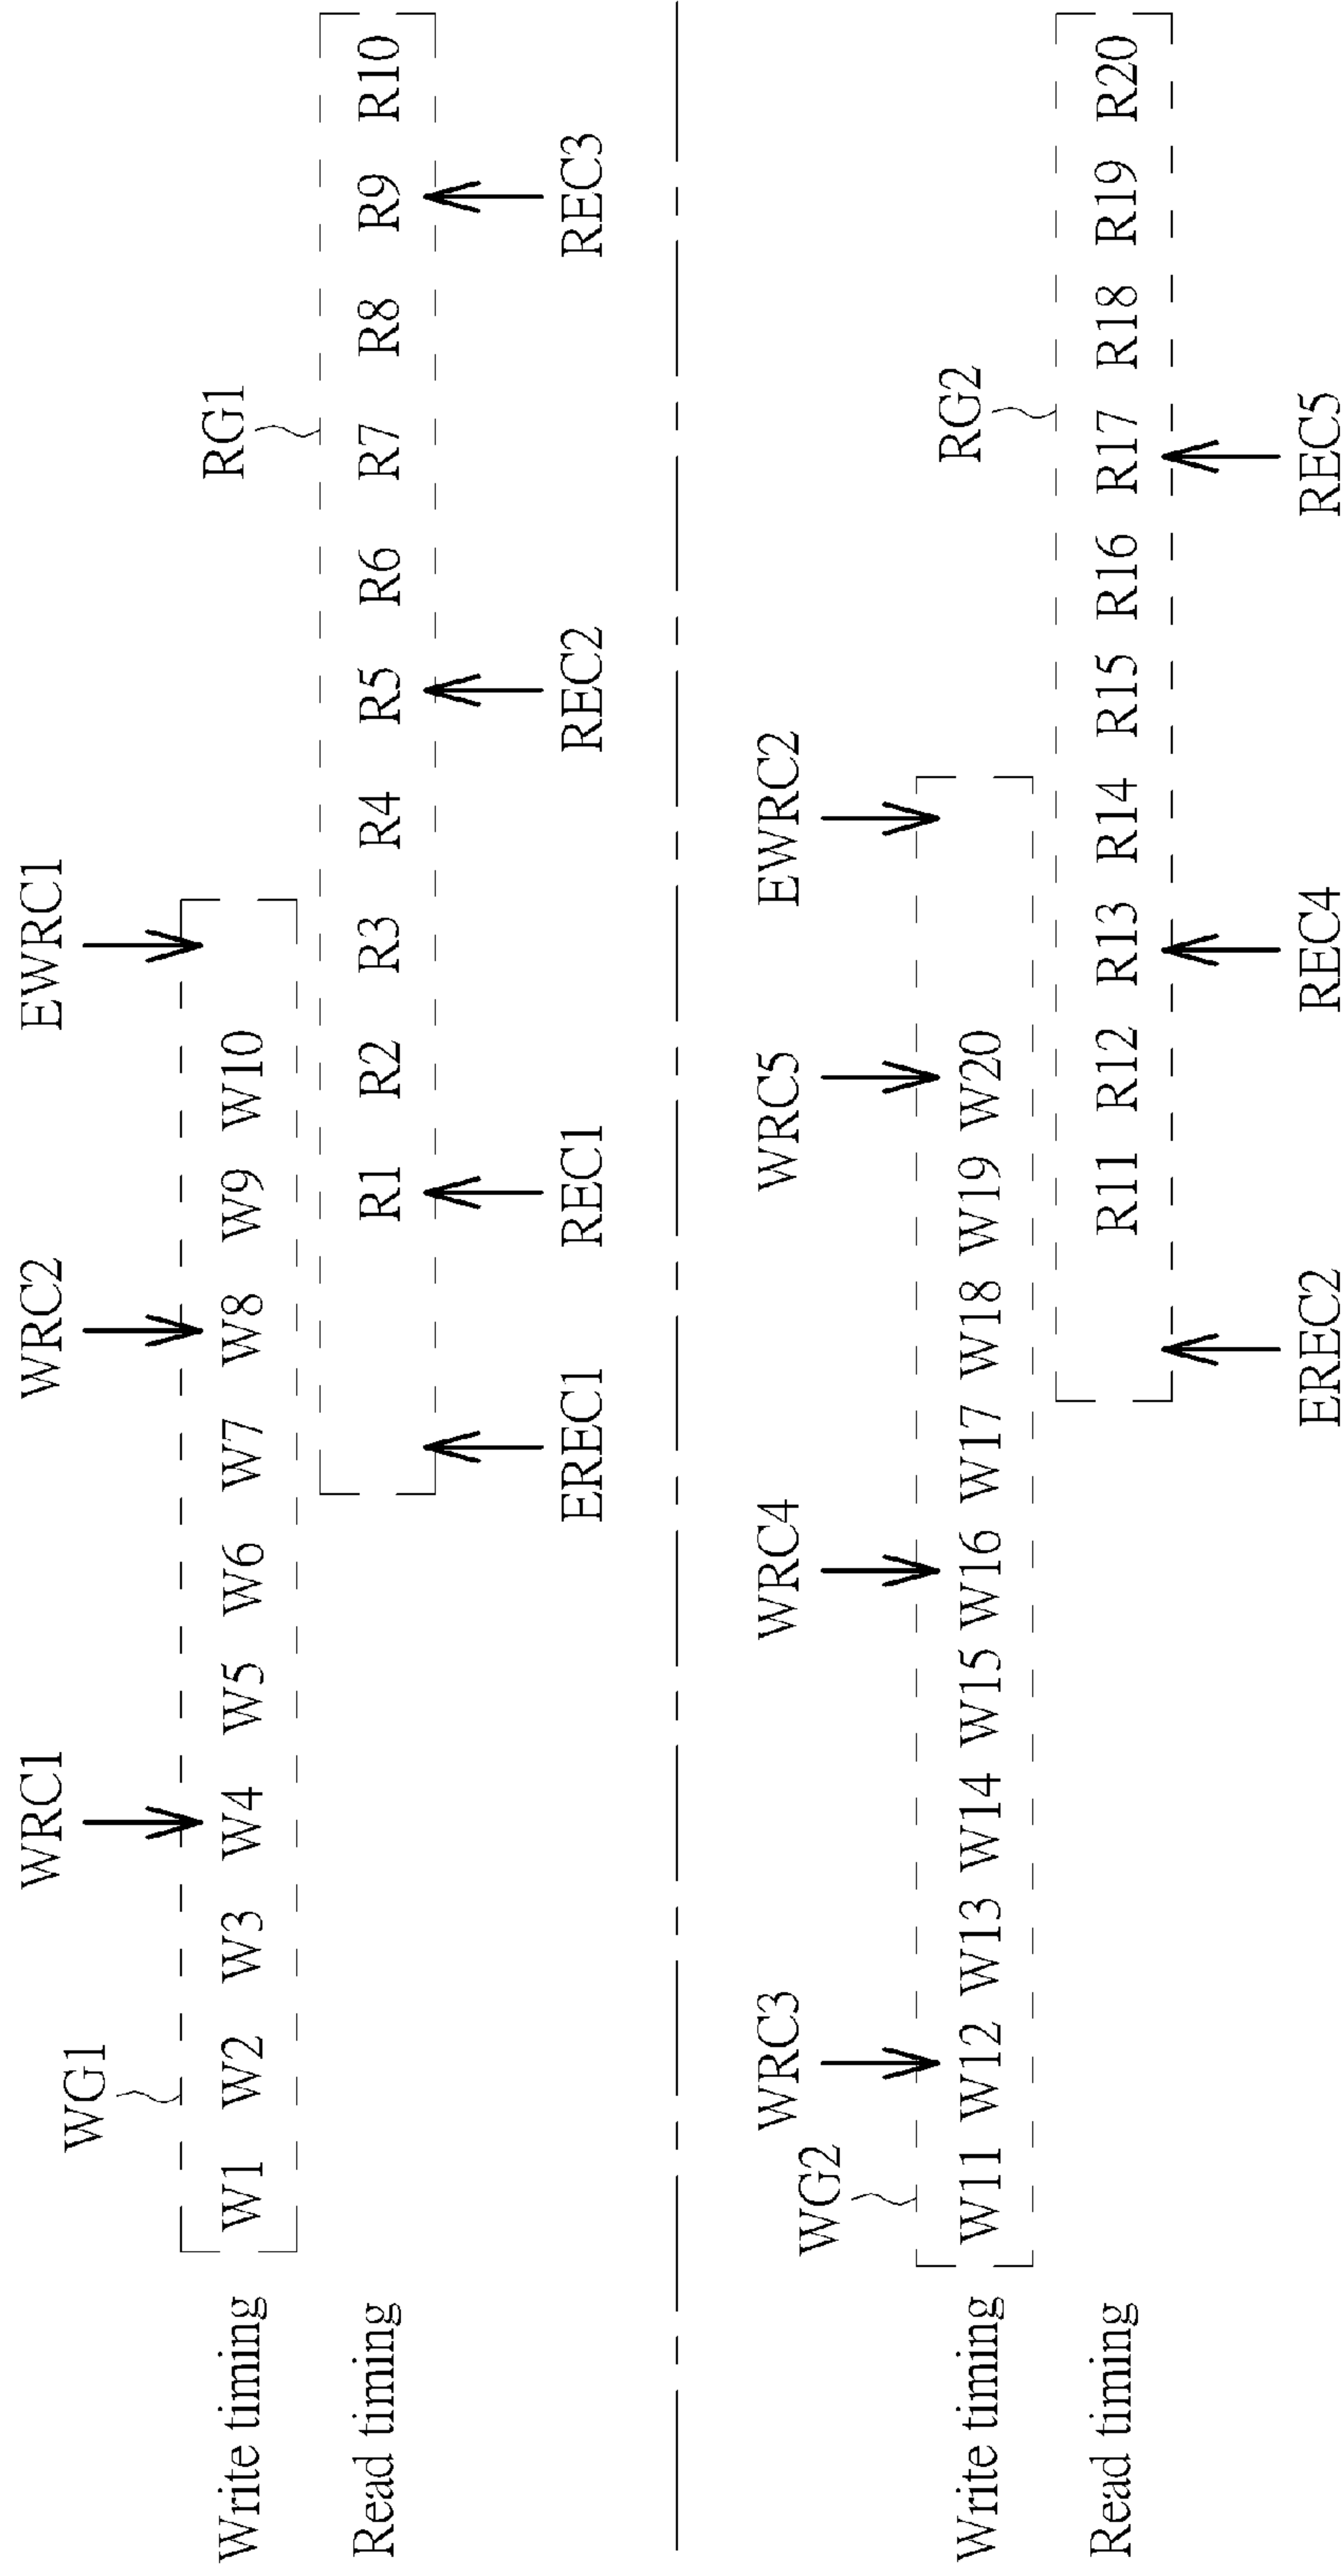 WRC1 WRC2 EWRC1
WG1
Write timing W1 W2 W3 W4 W5 W6 W7 W8 W9 W10
RG1
Read timing R1 R2 R3 R4 R5 R6 R7 R8 R9 R10
EREC1 REC1 REC2 REC3
WRC3 WRC4 WRC5 EWRC2
WG2
Write timing W11 W12 W13 W14 W15 W16 W17 W18 W19 W20
RG2
Read timing R11 R12 R13 R14 R15 R16 R17 R18 R19 R20
EREC2 REC4 REC5